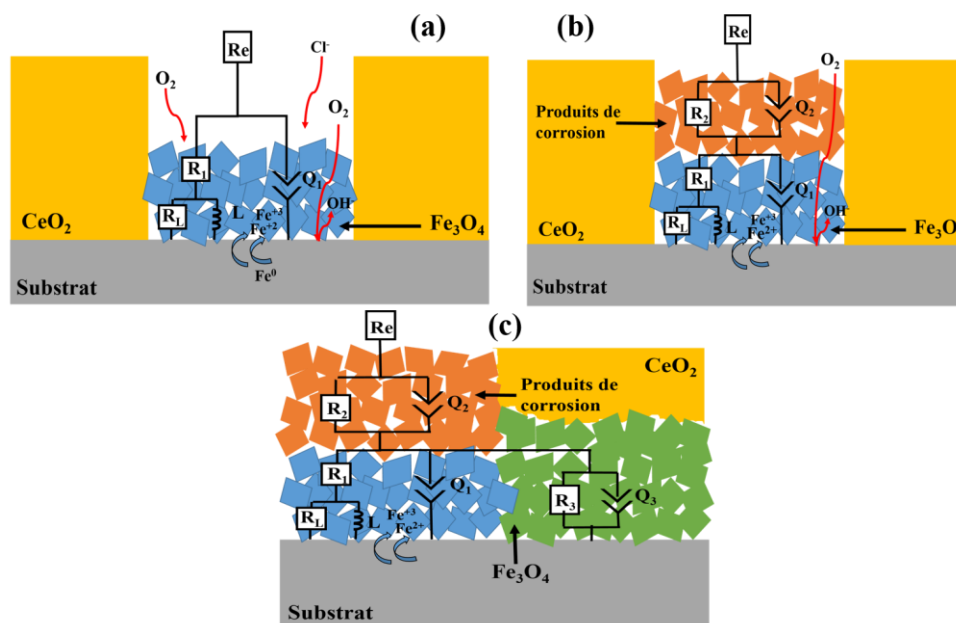 (a)
Re
Cl-
O2
O2
R1
Q1
RL
L
Fe+3
Fe+2
OH-
CeO2
Fe3O4
Fe0
Substrat
(b)
Re
O2
Produits de
corrosion
R2
Q2
R1
Q1
OH-
RL
L
Fe+3
Fe2+
CeO2
Fe3O
Substrat
(c)
Re
CeO2
Produits de
corrosion
R2
Q2
R1
Q1
R3
Q3
RL
L
Fe+3
Fe2+
Fe3O4
Substrat